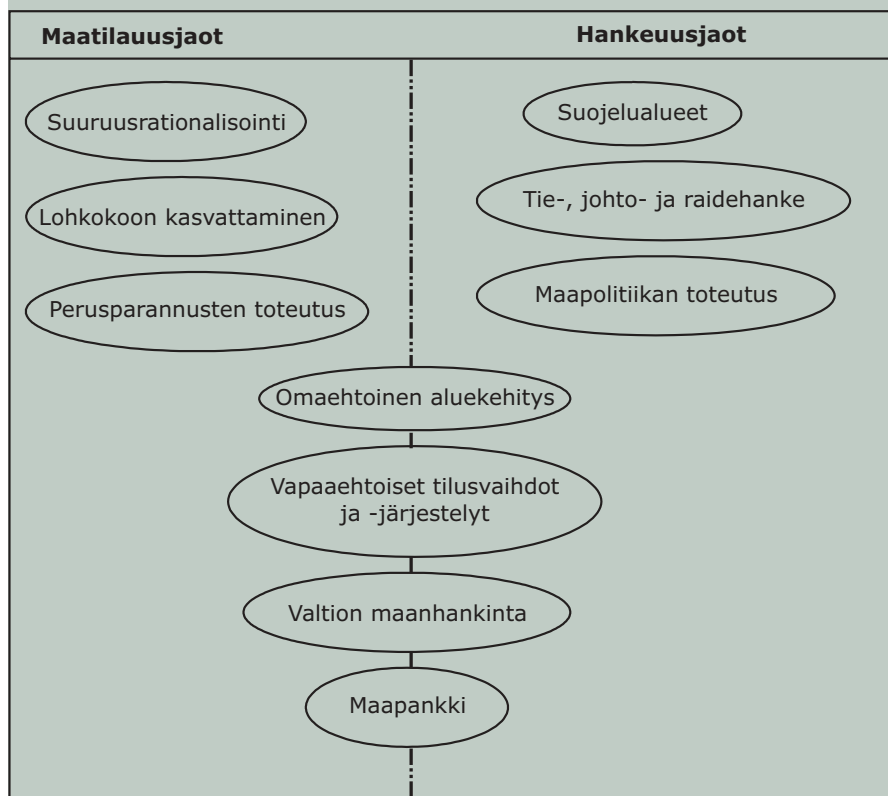 Maatilauusjaot
Hankeuusjaot
Suuruusrationalisointi
Lohkokoon kasvattaminen
Perusparannusten toteutus
Suojelualueet
Tie-, johto- ja raidehanke
Maapolitiikan toteutus
Omaehtoinen aluekehitys
Vapaaehtoiset tilusvaihdot
ja -järjestelyt
Valtion maanhankinta
Maapankki